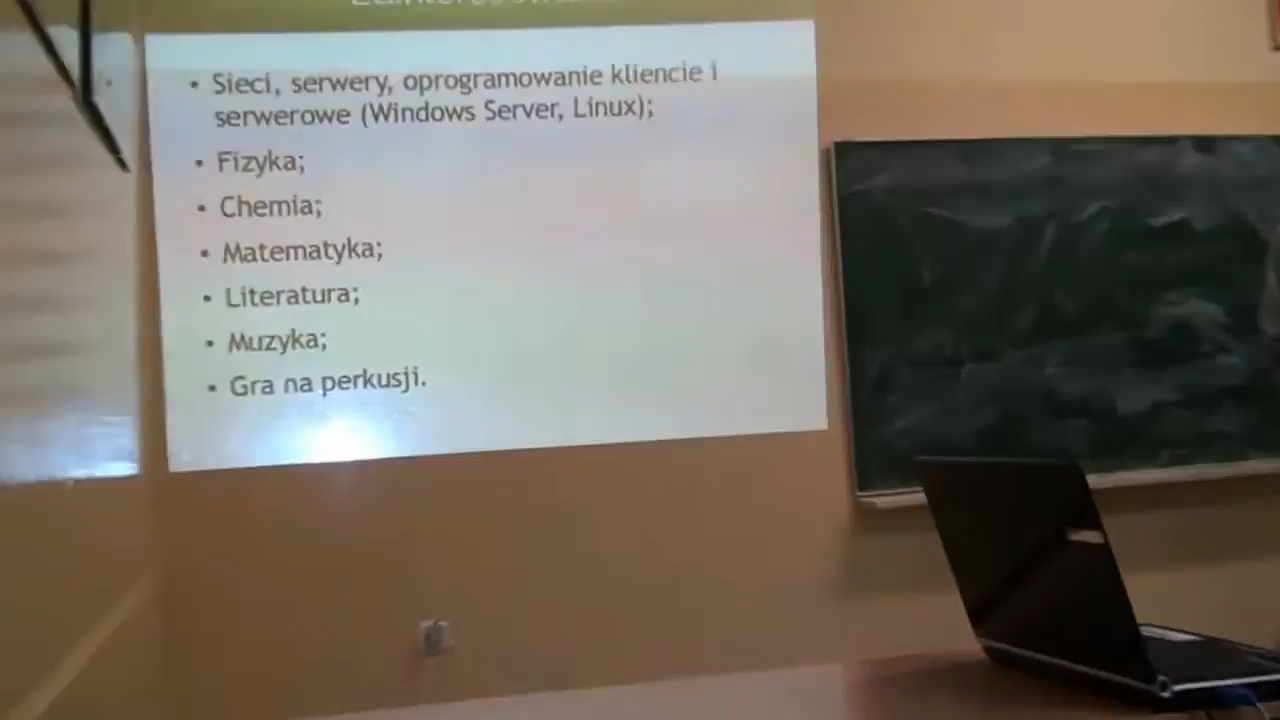 • Sieci, serwery, oprogramowanie kliencie i
serwerowe (Windows Server, Linux);
• Fizyka;
• Chemia;
• Matematyka;
• Literatura;
• Muzyka;
• Gra na perkusji.